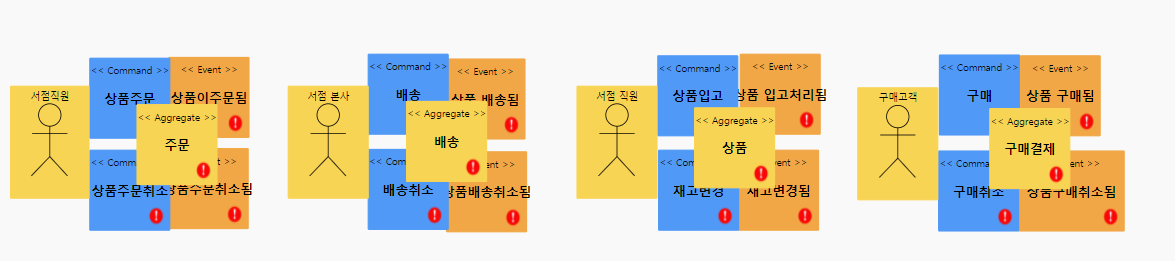 서점직원
<< Command >>
상품주문
<< Event >>
상품이주문됨
<< Aggregate >>
주문
<< Comm
상품주문취소
ent >>
상품주문취소됨
서점 본사
<< Command >>
배송
<< Event >>
상품 배송됨
<< Aggregate >>
배송
배송취소
상품배송취소됨
서점 직원
<< Command >>
상품입고
<< Event >>
상품 입고처리됨
<< Aggregate >>
상품
<< Com
재고변경
ent >>
재고변경됨
구매고객
<< Command >>
구매
<< Event >>
상품 구매됨
<< Aggregate >>
구매결제
<< Com
구매취소
ent >>
상품구매취소됨